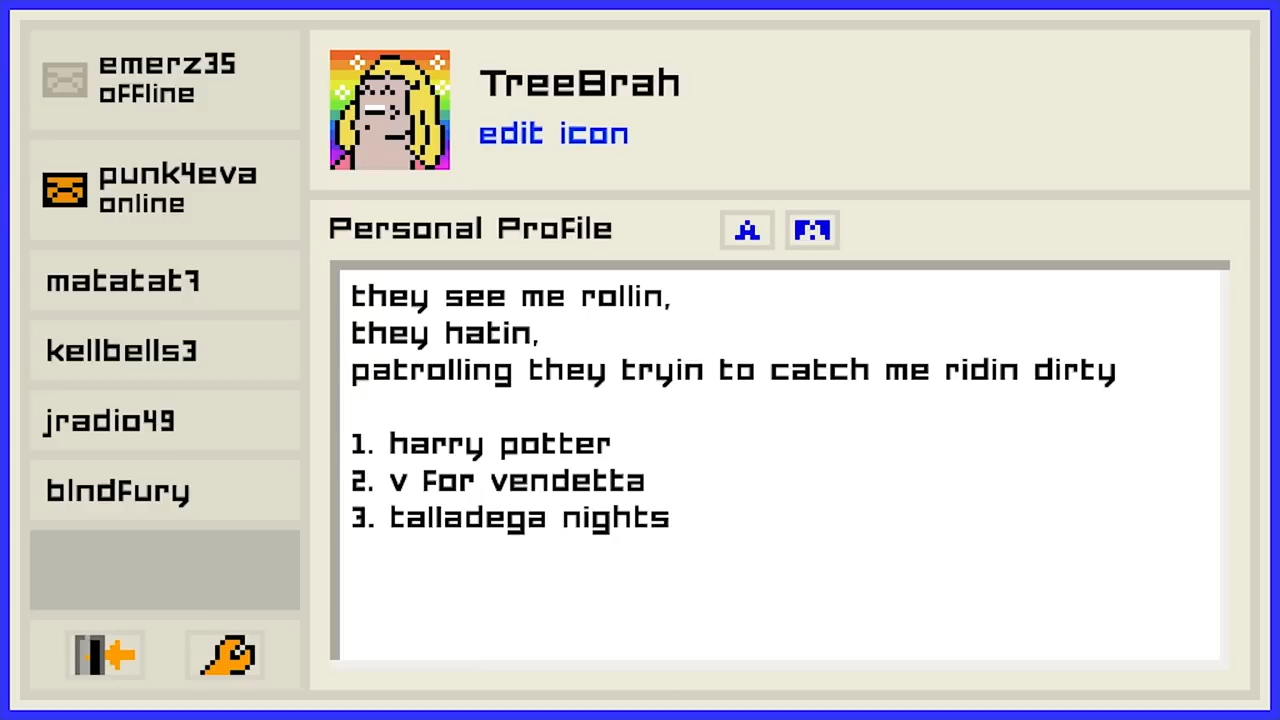 emerz35
offline
punk4eva
online
matatat7
kellbells3
jradio49
blndfury
TreeBrah
edit icon
Personal Profile
A
they see me rollin,
they hatin,
patrolling they tryin to catch me ridin dirty
1. harry potter
2. v for vendetta
3. talladega nights